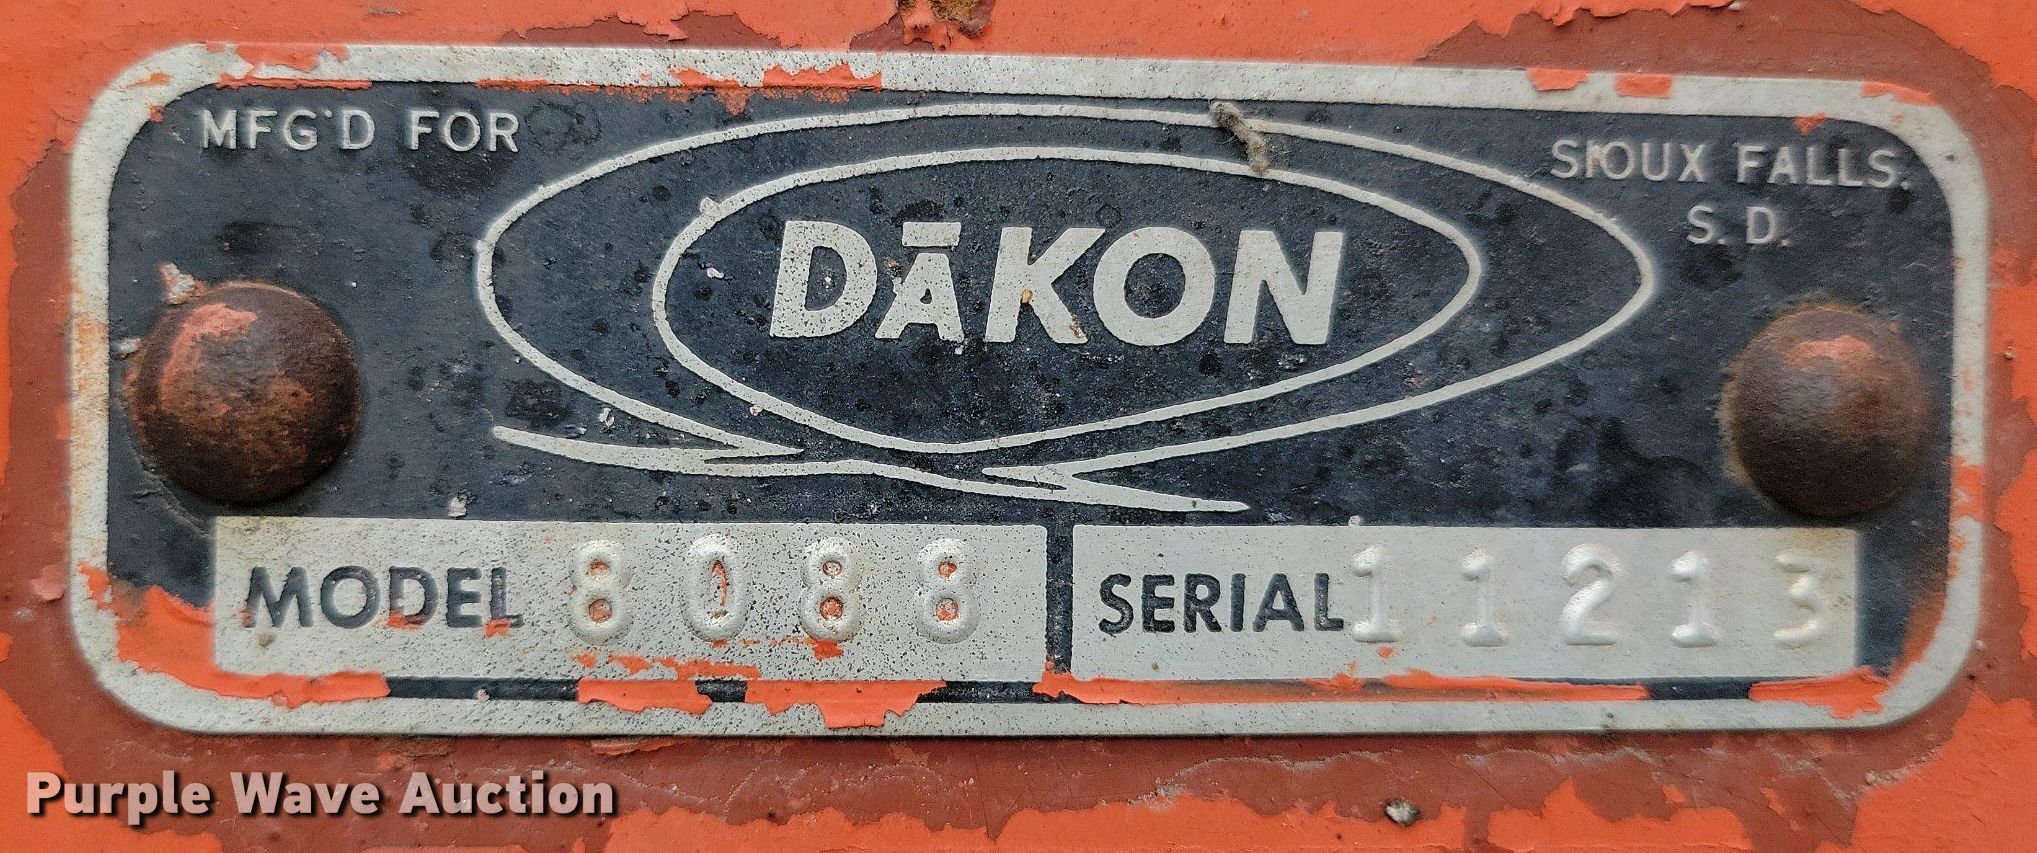 MFG'D FOR
DĀKON
SIOUX FALLS.
S. D.
MODEL 8088
SERIAL 11213
Purple Wave Auction